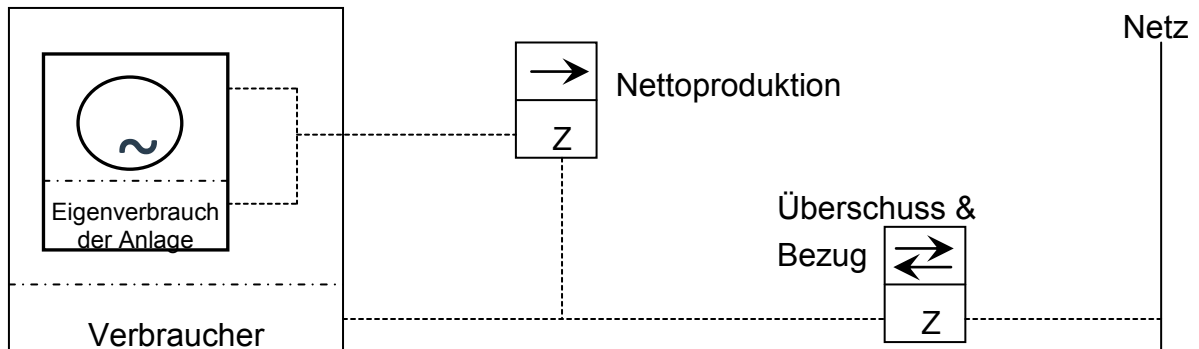 Netz
Nettoproduktion
Z
Eigenverbrauch
der Anlage
Überschuss &
Bezug
Z
Verbraucher